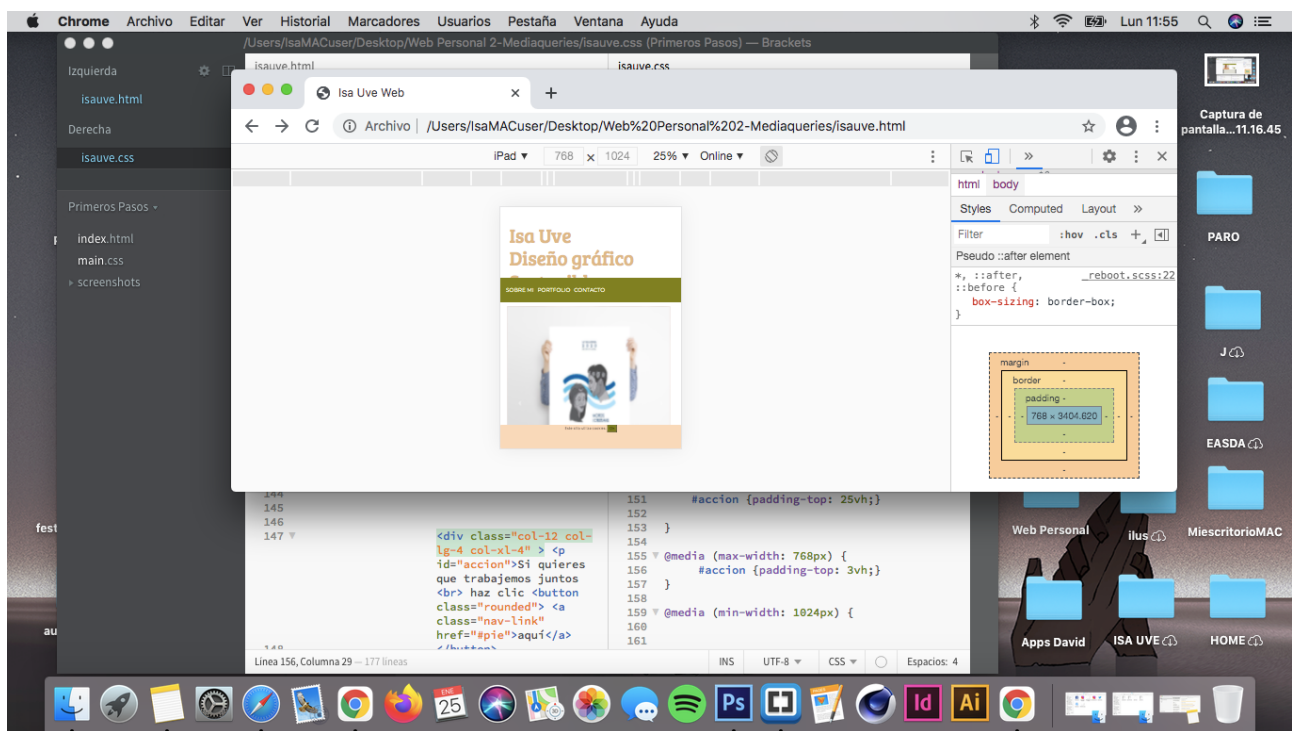 Chrome Archivo Editar Ver Historial Marcadores Usuarios Pestaña Ventana Ayuda Lun 11:55
/Users/IsaMACuser/Desktop/Web Personal 2-Mediaqueries/isauve.css (Primeros Pasos) — Brackets
Izquierda
isauve.html
Derecha
isauve.css
Primeros Pasos
index.html
main.css
screenshots
isauve.html
isauve.css
Isa Uve Web
Archivo | /Users/IsaMACuser/Desktop/Web%20Personal%202-Mediaqueries/isauve.html
iPad ▾ 768 x 1024 25% ▾ Online ▾
Isa Uve
Diseño gráfico
SOBRE MI PORTFOLIO CONTACTO
html body
Styles Computed Layout »
Filter :hov .cls +
Pseudo ::after element
*, ::after, _reboot.scss:22
::before {
box-sizing: border-box;
}
margin -
border -
padding -
768 × 3404.620
144
145
146
147
<div class="col-12 col-
lg-4 col-xl-4" > <p
id="accion">Si quieres
que trabajemos juntos
<br> haz clic <button
class="rounded"> <a
class="nav-link"
href="#pie">aquí</a>
</button>
151 #accion {padding-top: 25vh;}
152
153 }
154
155 @media (max-width: 768px) {
156 #accion {padding-top: 3vh;}
157 }
158
159 @media (min-width: 1024px) {
160
161
Línea 156, Columna 29 — 177 líneas INS UTF-8 ▾ CSS ▾ Espacios: 4
Captura de
pantalla...11.16.45
PARO
J
EASDA
Web Personal
ilus
MiescritorioMAC
Apps David
ISA UVE
HOME
fest
au
ENE
25
Ps
Id
Ai